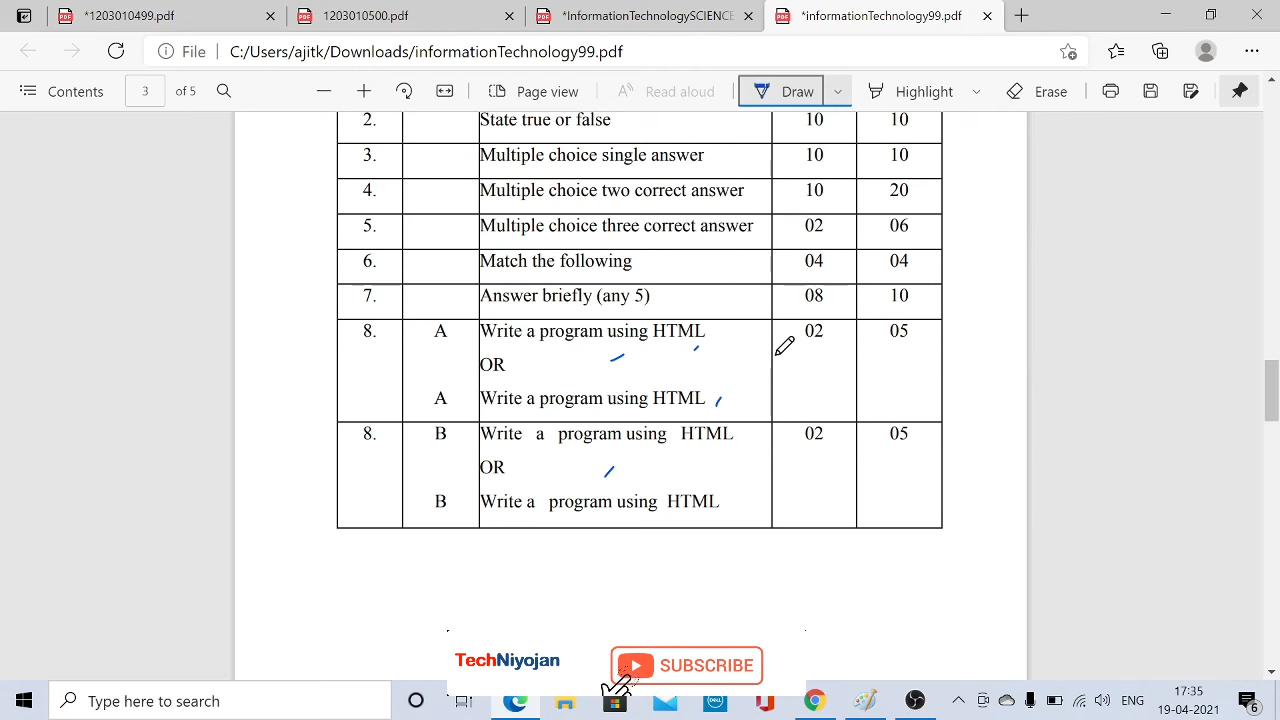 1203010499.pdf
1203010500.pdf
*informationTechnologySCIENCE
*informationTechnology99.pdf
File C:/Users/ajitk/Downloads/informationTechnology99.pdf
Contents 3 of 5 Page view Read aloud Draw Highlight Erase
2. State true or false 10 10
3. Multiple choice single answer 10 10
4. Multiple choice two correct answer 10 20
5. Multiple choice three correct answer 02 06
6. Match the following 04 04
7. Answer briefly (any 5) 08 10
8. A Write a program using HTML 02 05
OR
A Write a program using HTML
8. B Write a program using HTML 02 05
OR
B Write a program using HTML
TechNiyojan SUBSCRIBE
Type here to search
ENG
17:35
19-04-2021
6